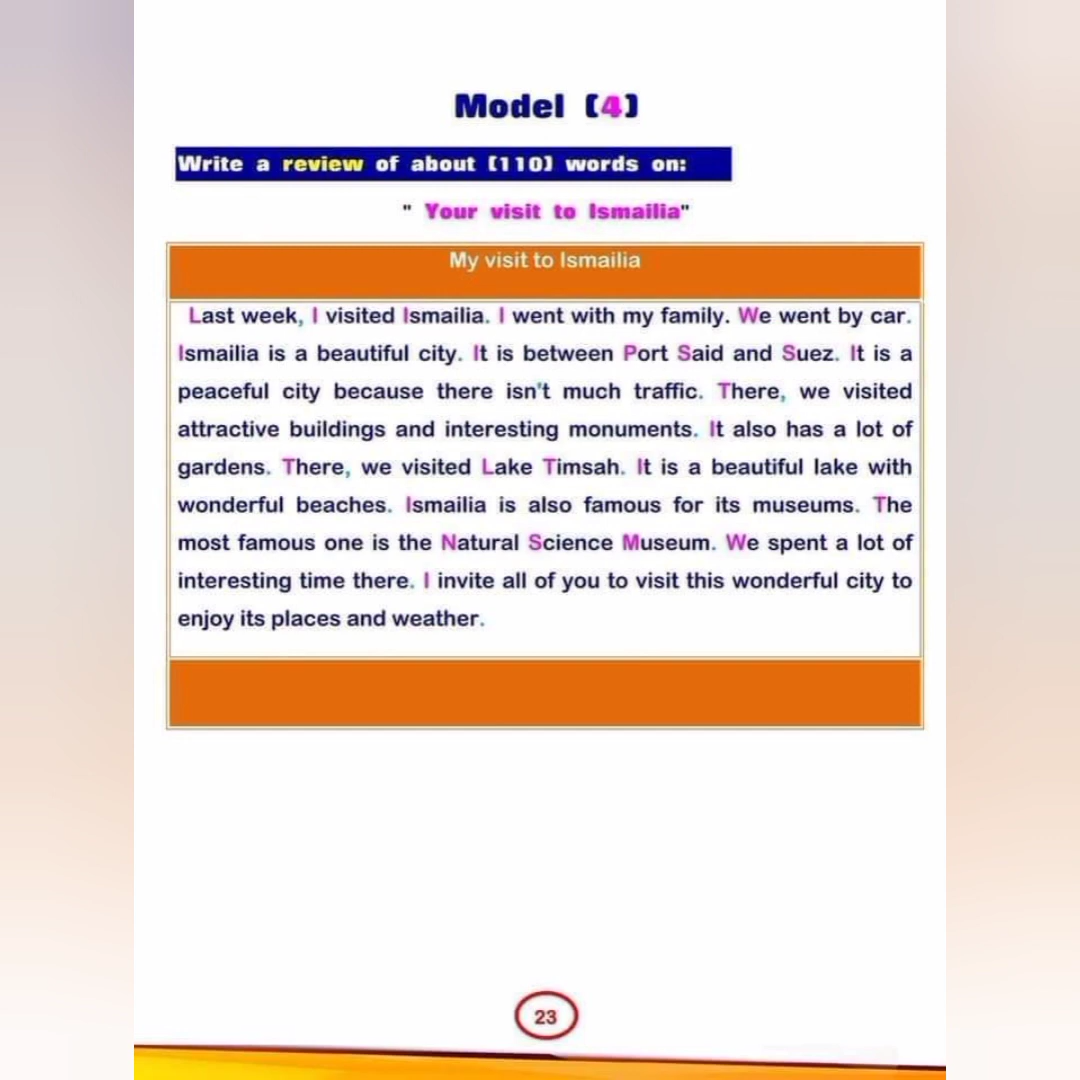 Model (4)
Write a review of about (110) words on:
" Your visit to Ismailia"
My visit to Ismailia
Last week, I visited Ismailia. I went with my family. We went by car.
Ismailia is a beautiful city. It is between Port Said and Suez. It is a
peaceful city because there isn't much traffic. There, we visited
attractive buildings and interesting monuments. It also has a lot of
gardens. There, we visited Lake Timsah. It is a beautiful lake with
wonderful beaches. Ismailia is also famous for its museums. The
most famous one is the Natural Science Museum. We spent a lot of
interesting time there. I invite all of you to visit this wonderful city to
enjoy its places and weather.
23